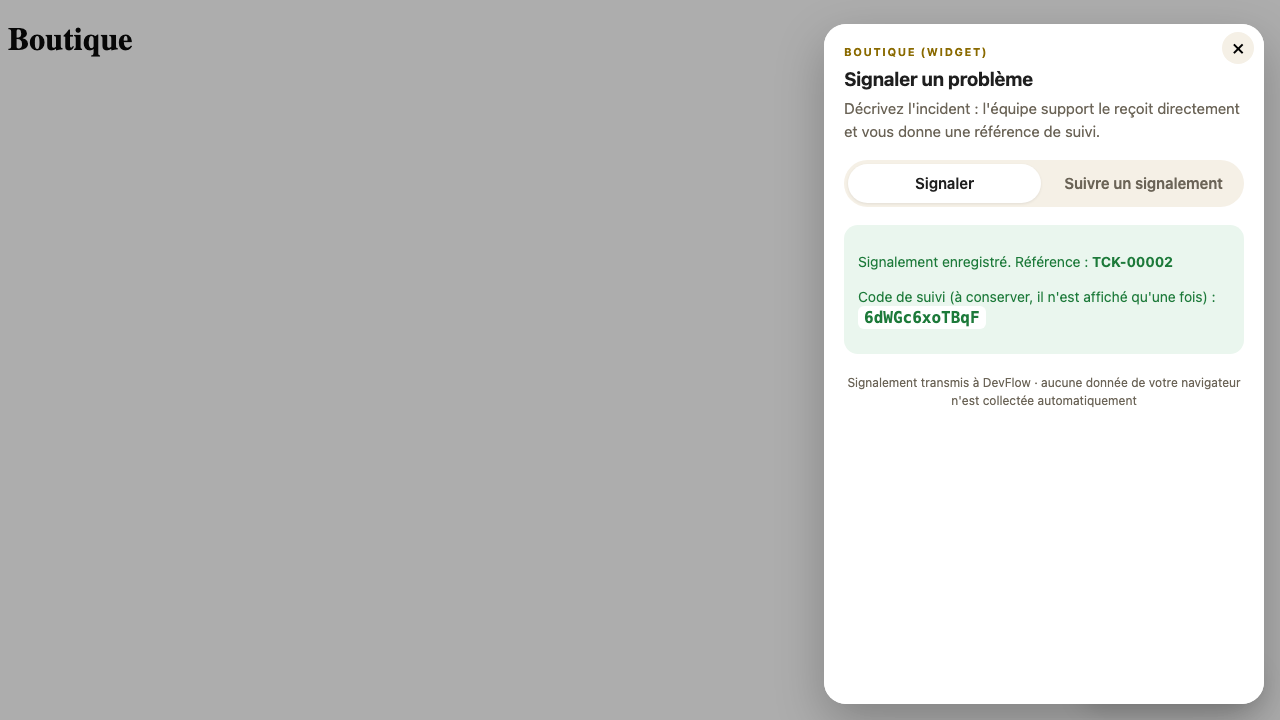 Boutique
BOUTIQUE (WIDGET)
Signaler un problème
Décrivez l'incident : l'équipe support le reçoit directement
et vous donne une référence de suivi.
Signaler
Suivre un signalement
Signalement enregistré. Référence : TCK-00002
Code de suivi (à conserver, il n'est affiché qu'une fois) :
6dWGc6xoTBqF
Signalement transmis à DevFlow · aucune donnée de votre navigateur
n'est collectée automatiquement